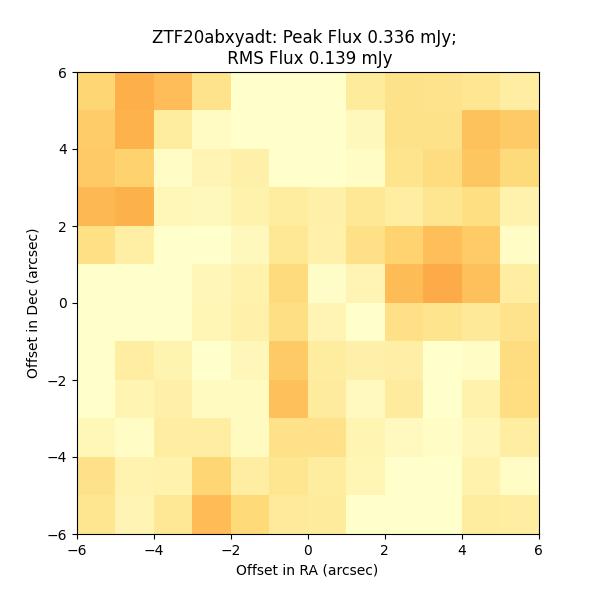 ZTF20abxyadt: Peak Flux 0.336 mJy;
RMS Flux 0.139 mJy
6
4
2
0
−2
−4
−6
Offset in Dec (arcsec)
−6 −4 −2 0 2 4 6
Offset in RA (arcsec)